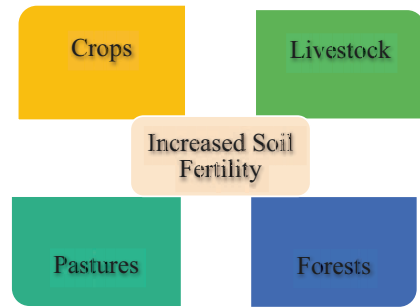 Crops
Livestock
Increased Soil
Fertility
Pastures
Forests